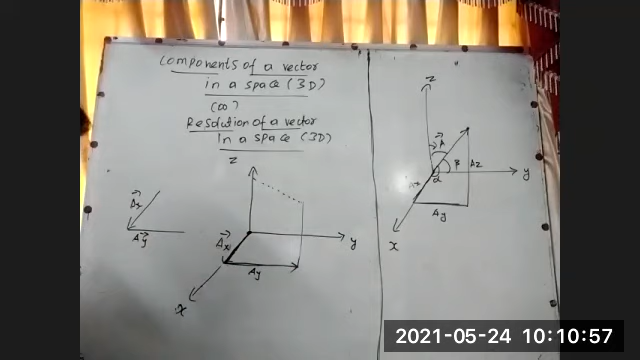 Components of a vector
in a space (3D)
(or)
Resolution of a vector
in a space (3D)
z
Ax
Ay
Ax
Ay
y
x
z
A
β
Az
α
y
Ay
x
2021-05-24 10:10:57